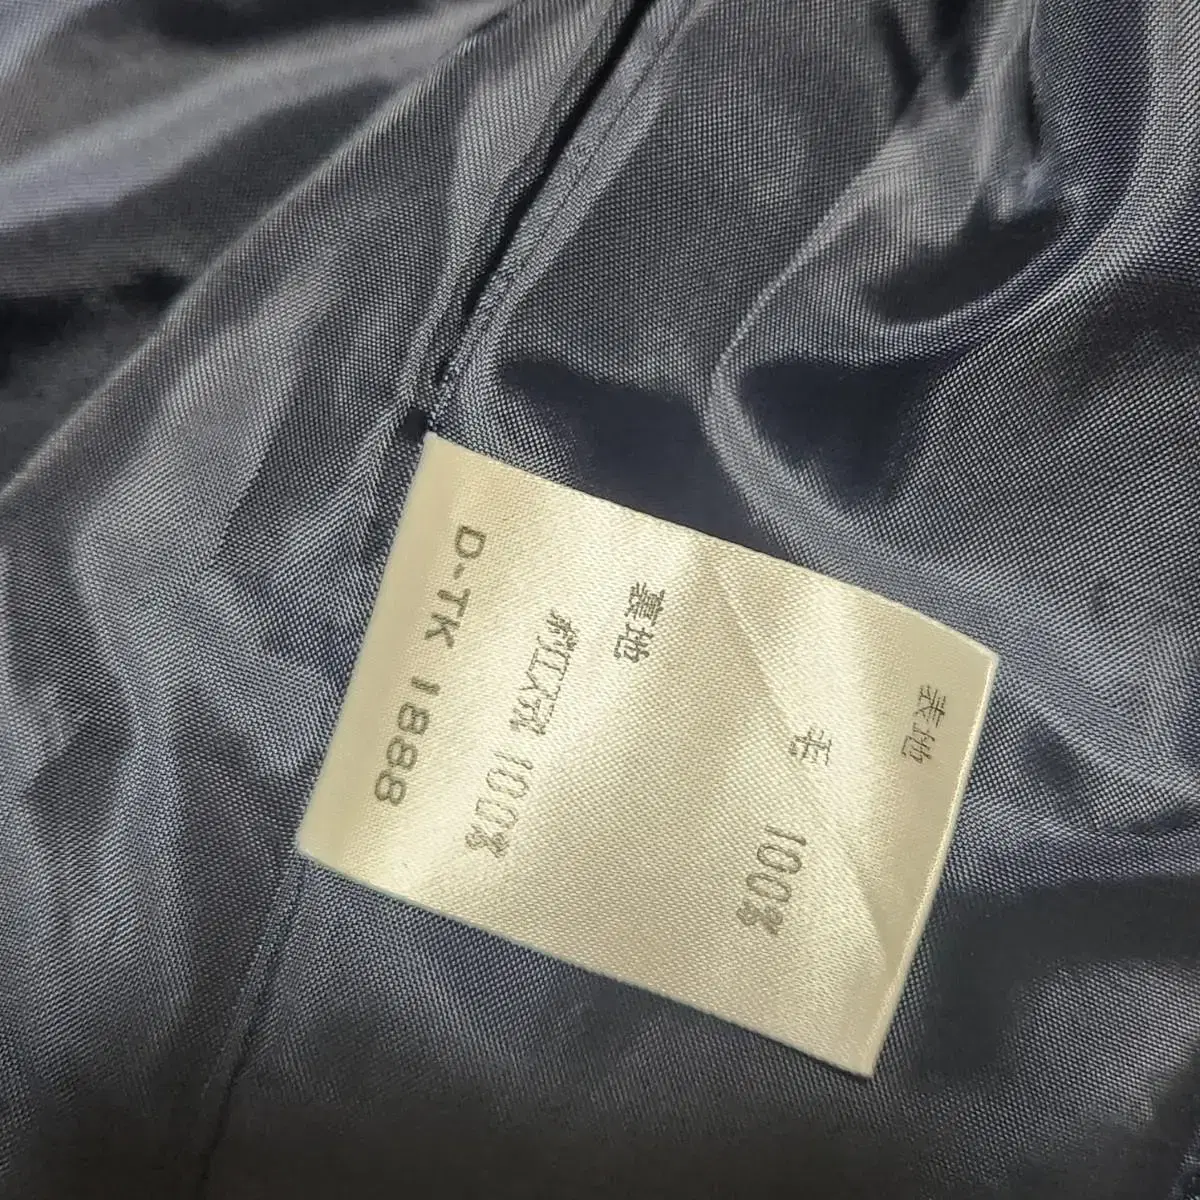 表地
毛 100%
裏地
ポリエステル 100%
D-TK 1888